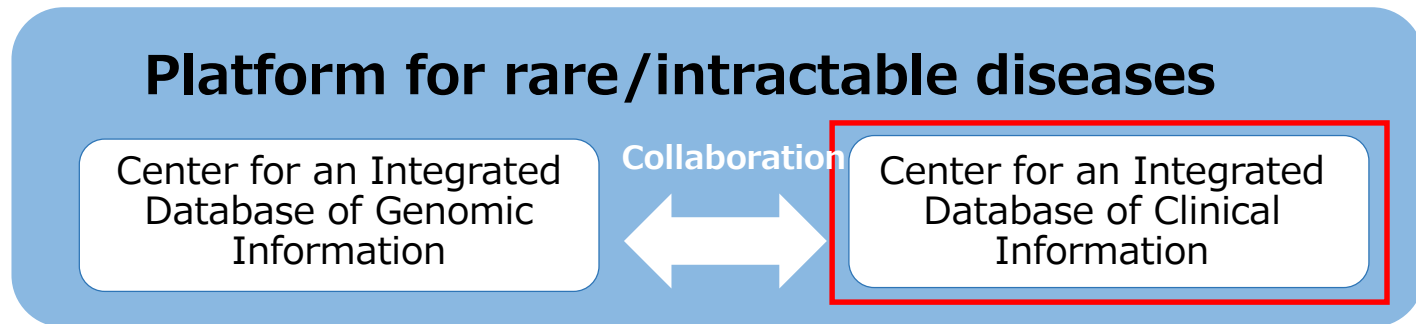 Platform for rare/intractable diseases
Center for an Integrated
Database of Genomic
Information
Collaboration
Center for an Integrated
Database of Clinical
Information